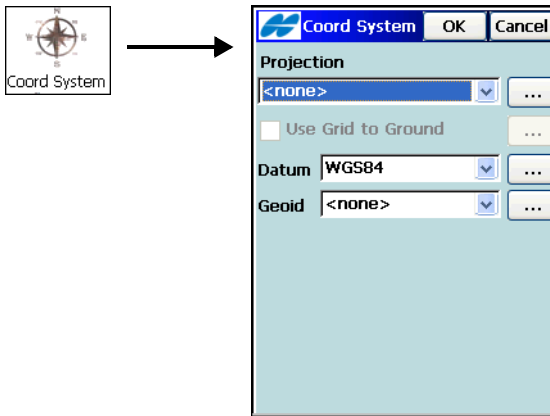 N
W E
S
Coord System
Coord System OK Cancel
Projection
<none>
...
Use Grid to Ground
...
Datum WGS84
...
Geoid <none>
...